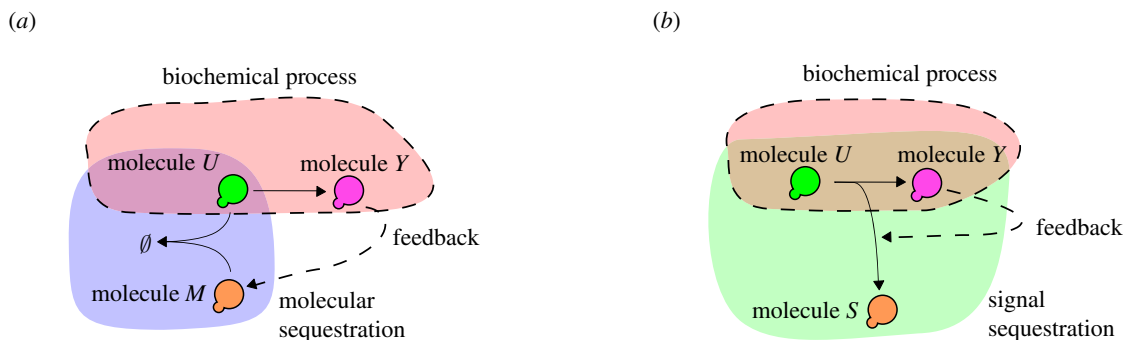 (a)
biochemical process
molecule U
molecule Y
∅
feedback
molecule M
molecular
sequestration
(b)
biochemical process
molecule U
molecule Y
feedback
molecule S
signal
sequestration